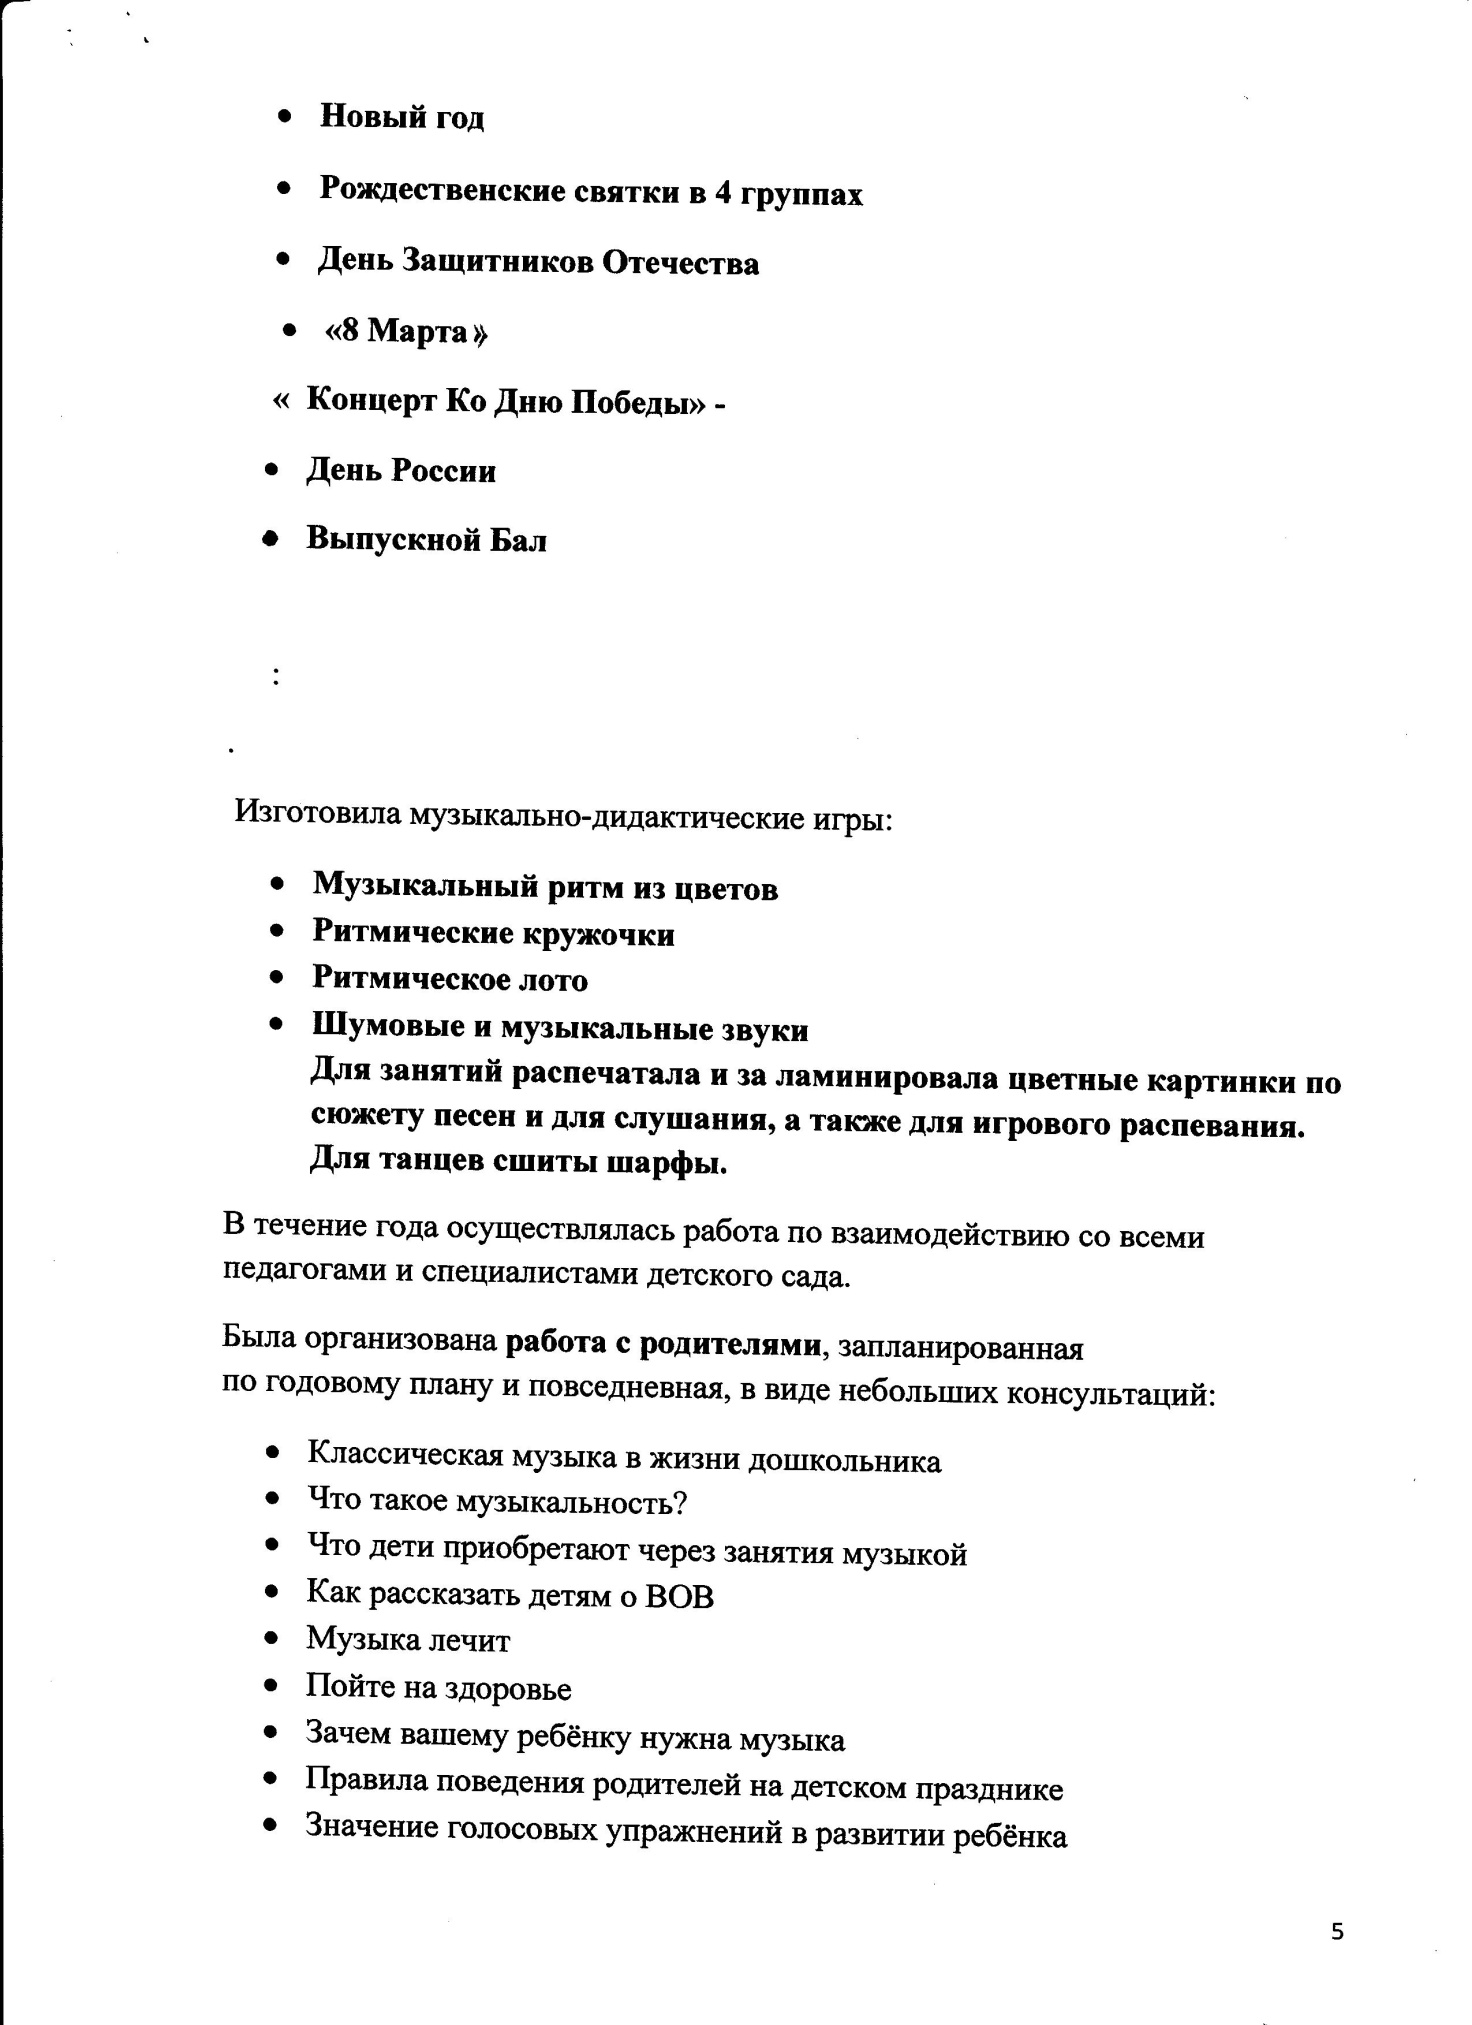 • Новый год
• Рождественские святки в 4 группах
• День Защитников Отечества
• «8 Марта»
« Концерт Ко Дню Победы» -
• День России
• Выпускной Бал
:
.
Изготовила музыкально-дидактические игры:
• Музыкальный ритм из цветов
• Ритмические кружочки
• Ритмическое лото
• Шумовые и музыкальные звуки
Для занятий распечатала и за ламинировала цветные картинки по
сюжету песен и для слушания, а также для игрового распевания.
Для танцев сшиты шарфы.
В течение года осуществлялась работа по взаимодействию со всеми
педагогами и специалистами детского сада.
Была организована работа с родителями, запланированная
по годовому плану и повседневная, в виде небольших консультаций:
• Классическая музыка в жизни дошкольника
• Что такое музыкальность?
• Что дети приобретают через занятия музыкой
• Как рассказать детям о ВОВ
• Музыка лечит
• Пойте на здоровье
• Зачем вашему ребёнку нужна музыка
• Правила поведения родителей на детском празднике
• Значение голосовых упражнений в развитии ребёнка
5